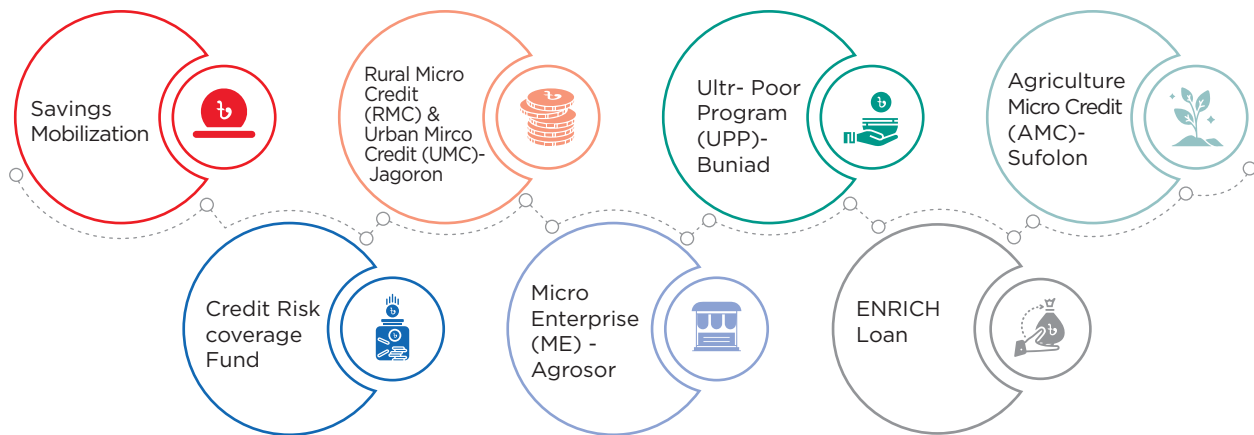 Savings
Mobilization
Rural Micro
Credit
(RMC) &
Urban Mirco
Credit (UMC)-
Jagoron
Ultr- Poor
Program
(UPP)-
Buniad
Agriculture
Micro Credit
(AMC)-
Sufolon
Credit Risk
coverage
Fund
Micro
Enterprise
(ME) -
Agrosor
ENRICH
Loan